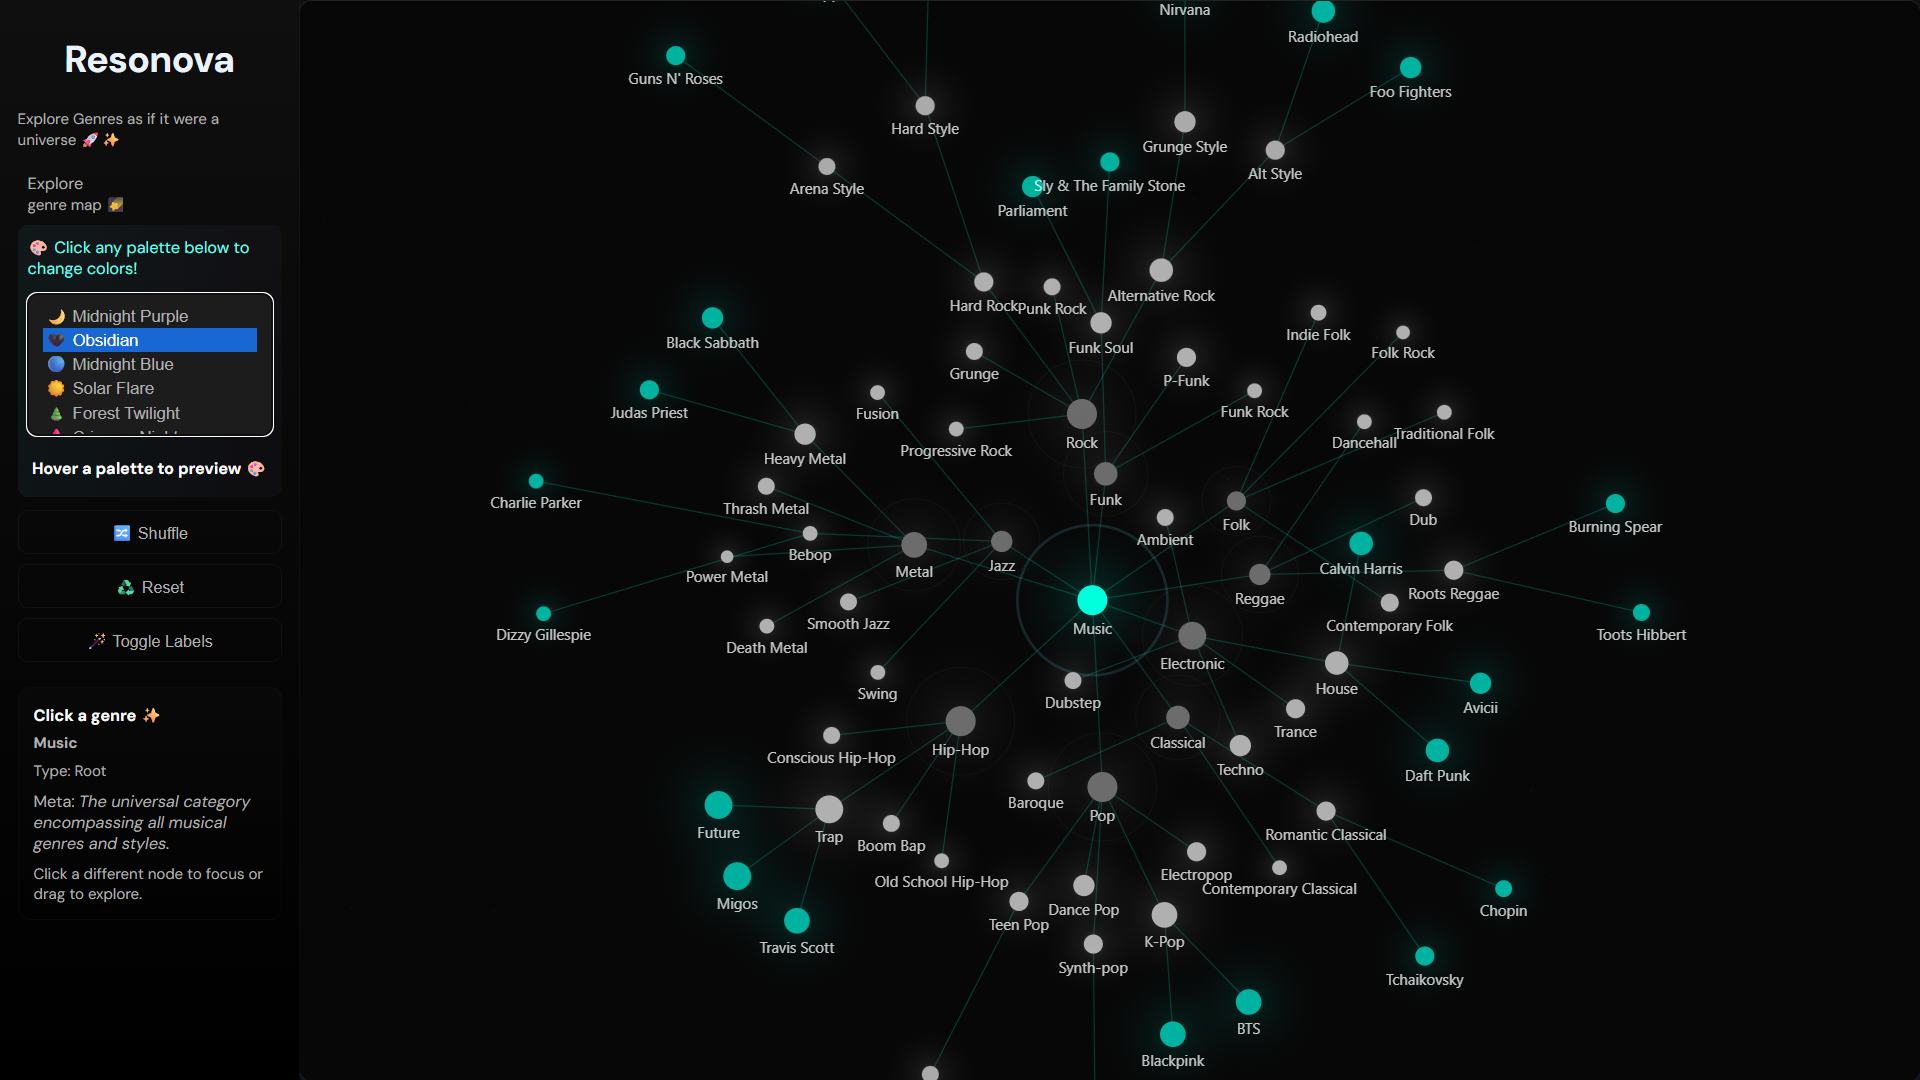 Resonova
Explore Genres as if it were a
universe 🚀 ✨
Explore
genre map 🌠
🎨 Click any palette below to
change colors!
🌙 Midnight Purple
🖤 Obsidian
🔵 Midnight Blue
🌞 Solar Flare
🌲 Forest Twilight
Hover a palette to preview 🎨
🔀 Shuffle
♻️ Reset
🪄 Toggle Labels
Click a genre ✨
Music
Type: Root
Meta: The universal category
encompassing all musical
genres and styles.
Click a different node to focus or
drag to explore.
Nirvana
Radiohead
Guns N' Roses
Foo Fighters
Hard Style
Grunge Style
Alt Style
Arena Style
Sly & The Family Stone
Parliament
Alternative Rock
Hard Rock
Punk Rock
Indie Folk
Black Sabbath
Funk Soul
Folk Rock
Grunge
P-Funk
Judas Priest
Fusion
Funk Rock
Traditional Folk
Rock
Dancehall
Progressive Rock
Heavy Metal
Charlie Parker
Funk
Thrash Metal
Dub
Folk
Burning Spear
Ambient
Bebop
Jazz
Calvin Harris
Metal
Power Metal
Roots Reggae
Reggae
Smooth Jazz
Contemporary Folk
Music
Dizzy Gillespie
Toots Hibbert
Death Metal
Electronic
House
Swing
Dubstep
Avicii
Trance
Classical
Hip-Hop
Conscious Hip-Hop
Techno
Daft Punk
Baroque
Pop
Future
Romantic Classical
Trap
Boom Bap
Electropop
Old School Hip-Hop
Contemporary Classical
Migos
Dance Pop
Chopin
Teen Pop
K-Pop
Travis Scott
Synth-pop
Tchaikovsky
BTS
Blackpink